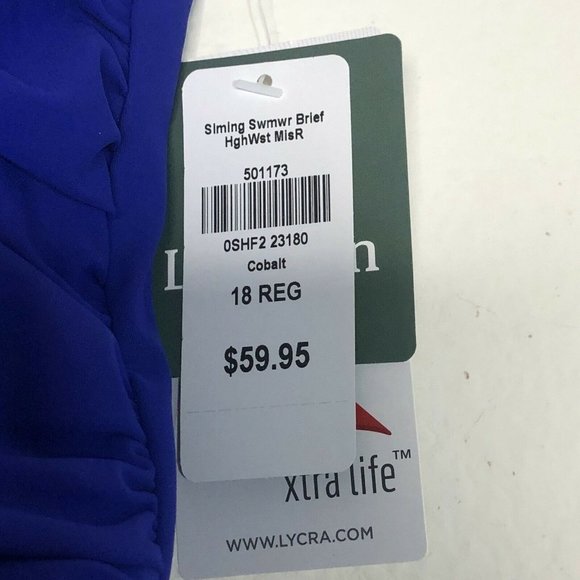 Slming Swmwr Brief
HghWst MisR
501173
0SHF2 23180
Cobalt
18 REG
$59.95
xtra life™
WWW.LYCRA.COM